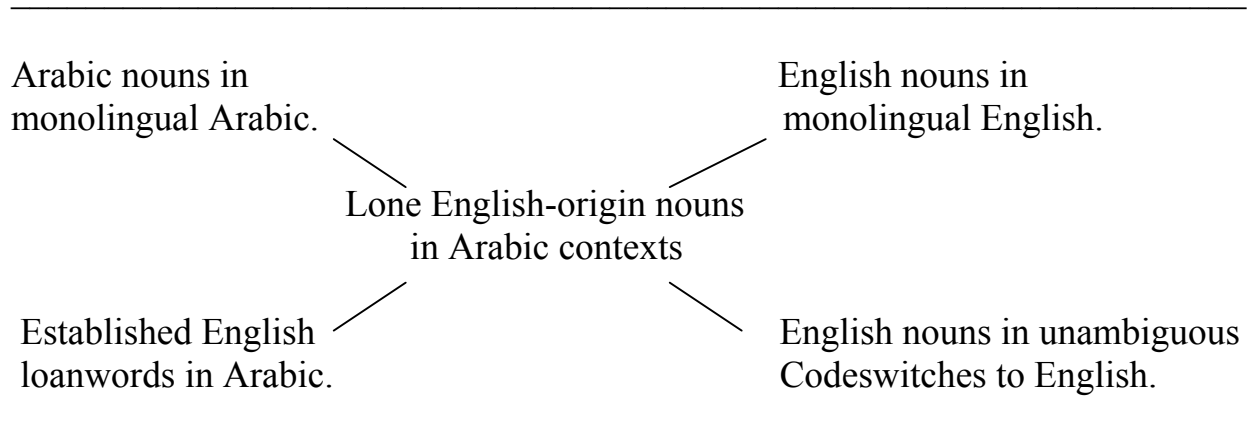 Arabic nouns in
monolingual Arabic.
English nouns in
monolingual English.
Lone English-origin nouns
in Arabic contexts
Established English
loanwords in Arabic.
English nouns in unambiguous
Codeswitches to English.